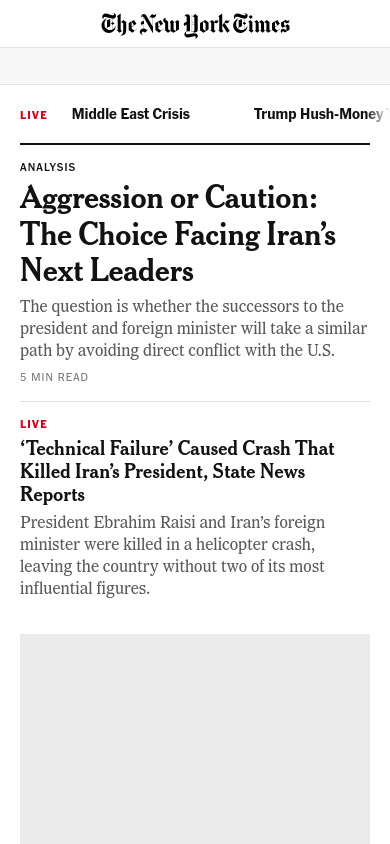 The New York Times
LIVE Middle East Crisis Trump Hush-Money
ANALYSIS
Aggression or Caution:
The Choice Facing Iran’s
Next Leaders
The question is whether the successors to the
president and foreign minister will take a similar
path by avoiding direct conflict with the U.S.
5 MIN READ
LIVE
‘Technical Failure’ Caused Crash That
Killed Iran’s President, State News
Reports
President Ebrahim Raisi and Iran’s foreign
minister were killed in a helicopter crash,
leaving the country without two of its most
influential figures.